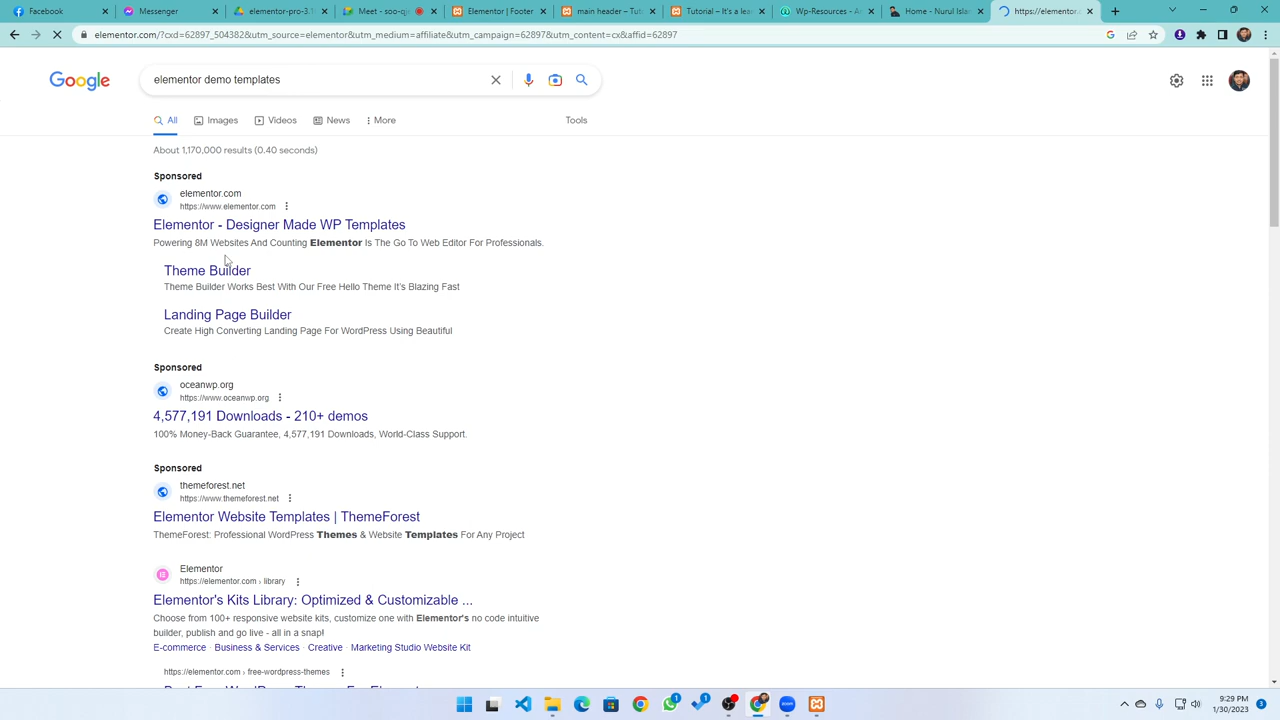 Facebook
Messenger
elementor-pro-3.1
Meet - soo-qji
Elementor | Footer
main header – Tut
Tutorial – It's a lea
Wp-Resources - A
Home - Nurul Islar
https://elementor.c
elementor.com/?cxd=62897_504382&utm_source=elementor&utm_medium=affiliate&utm_campaign=62897&utm_content=cx&affid=62897
Google
elementor demo templates
All
Images
Videos
News
More
Tools
About 1,170,000 results (0.40 seconds)
Sponsored
elementor.com
https://www.elementor.com
Elementor - Designer Made WP Templates
Powering 8M Websites And Counting Elementor Is The Go To Web Editor For Professionals.
Theme Builder
Theme Builder Works Best With Our Free Hello Theme It's Blazing Fast
Landing Page Builder
Create High Converting Landing Page For WordPress Using Beautiful
Sponsored
oceanwp.org
https://www.oceanwp.org
4,577,191 Downloads - 210+ demos
100% Money-Back Guarantee, 4,577,191 Downloads, World-Class Support.
Sponsored
themeforest.net
https://www.themeforest.net
Elementor Website Templates | ThemeForest
ThemeForest: Professional WordPress Themes & Website Templates For Any Project
Elementor
https://elementor.com › library
Elementor's Kits Library: Optimized & Customizable ...
Choose from 100+ responsive website kits, customize one with Elementor's no code intuitive
builder, publish and go live - all in a snap!
E-commerce · Business & Services · Creative · Marketing Studio Website Kit
https://elementor.com › free-wordpress-themes
Best Free WordPress Themes For Elementor
9:29 PM
1/30/2023